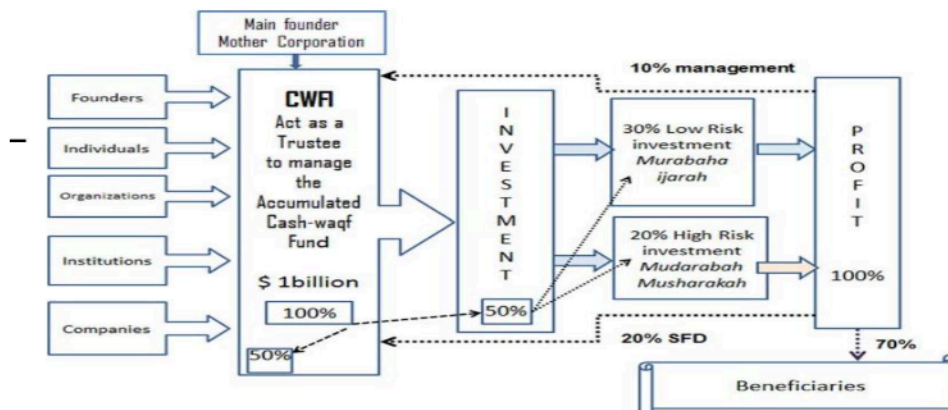 Main founder
Mother Corporation
Founders
Individuals
Organizations
Institutions
Companies
CWFI
Act as a
Trustee
to manage
the
Accumulated
Cash-waqf
Fund
$ 1billion
100%
50%
I
N
V
E
S
T
M
E
N
T
50%
10% management
30% Low Risk
investment
Murabaha
ijarah
20% High Risk
investment
Mudarabah
Musharakah
20% SFD
P
R
O
F
I
T
100%
70%
Beneficiaries